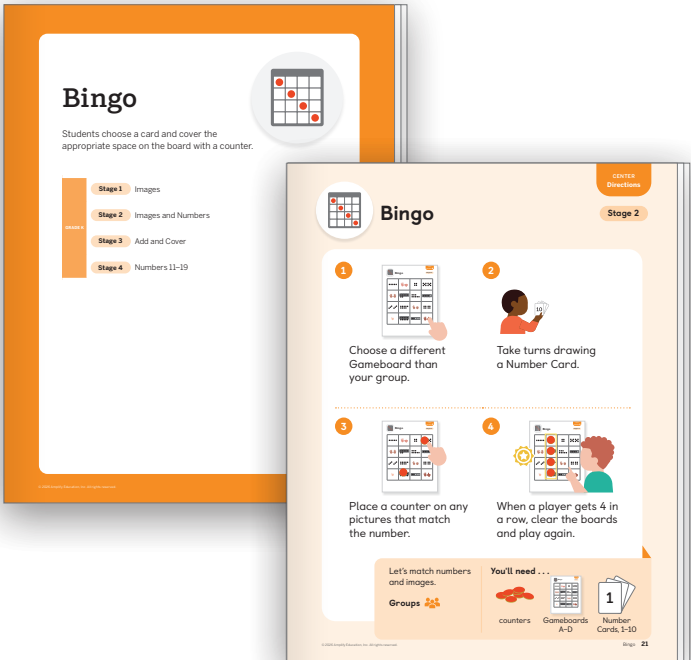 Bingo
Students choose a card and cover the
appropriate space on the board with a counter.
Stage 1 Images
Stage 2 Images and Numbers
Stage 3 Add and Cover
Stage 4 Numbers 11–19
CENTER
Directions
Bingo
Stage 2
1
Choose a different
Gameboard than
your group.
2
10
Take turns drawing
a Number Card.
3
Place a counter on any
pictures that match
the number.
4
When a player gets 4 in
a row, clear the boards
and play again.
Let's match numbers
and images.
Groups
You'll need . . .
counters
Gameboards
A–D
1
Number
Cards, 1–10
Bingo 21